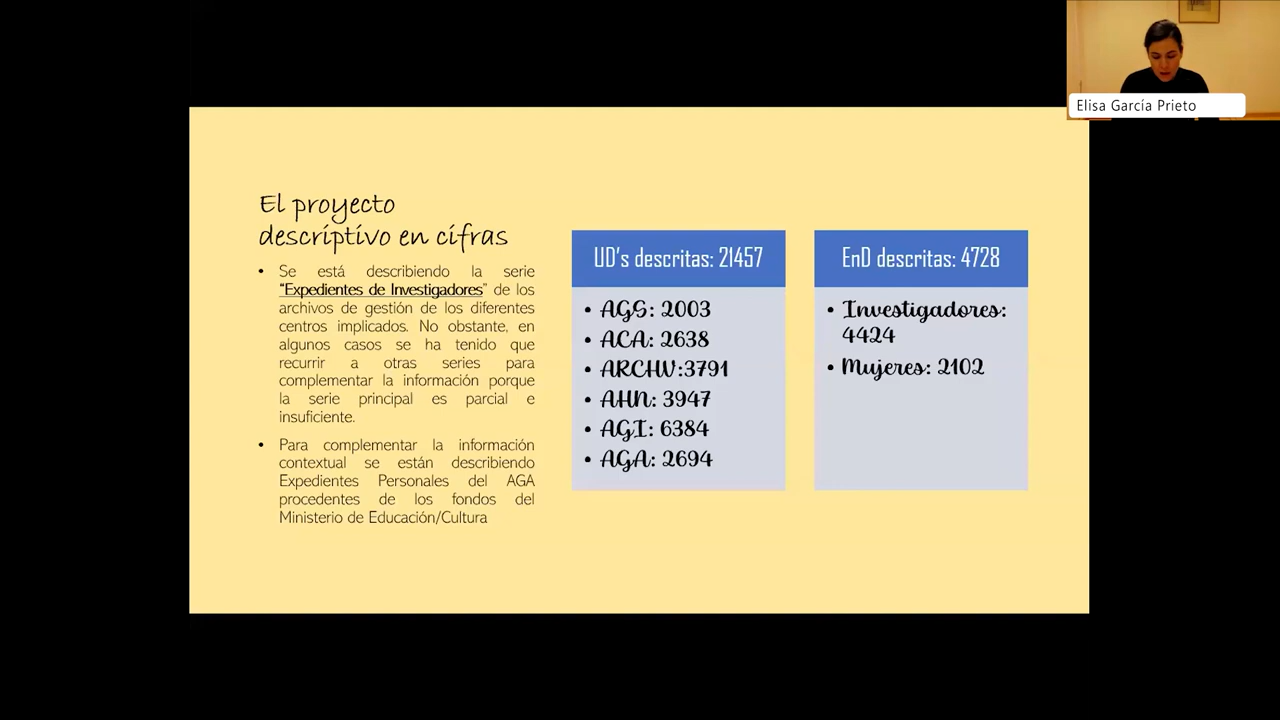 Elisa García Prieto
El proyecto
descriptivo en cifras
• Se está describiendo la serie
“Expedientes de Investigadores” de los
archivos de gestión de los diferentes
centros implicados. No obstante, en
algunos casos se ha tenido que
recurrir a otras series para
complementar la información porque
la serie principal es parcial e
insuficiente.
• Para complementar la información
contextual se están describiendo
Expedientes Personales del AGA
procedentes de los fondos del
Ministerio de Educación/Cultura
UD's descritas: 21457
• AGS: 2003
• ACA: 2638
• ARCHV:3791
• AHN: 3947
• AGI: 6384
• AGA: 2694
EnD descritas: 4728
• Investigadores:
4424
• Mujeres: 2102